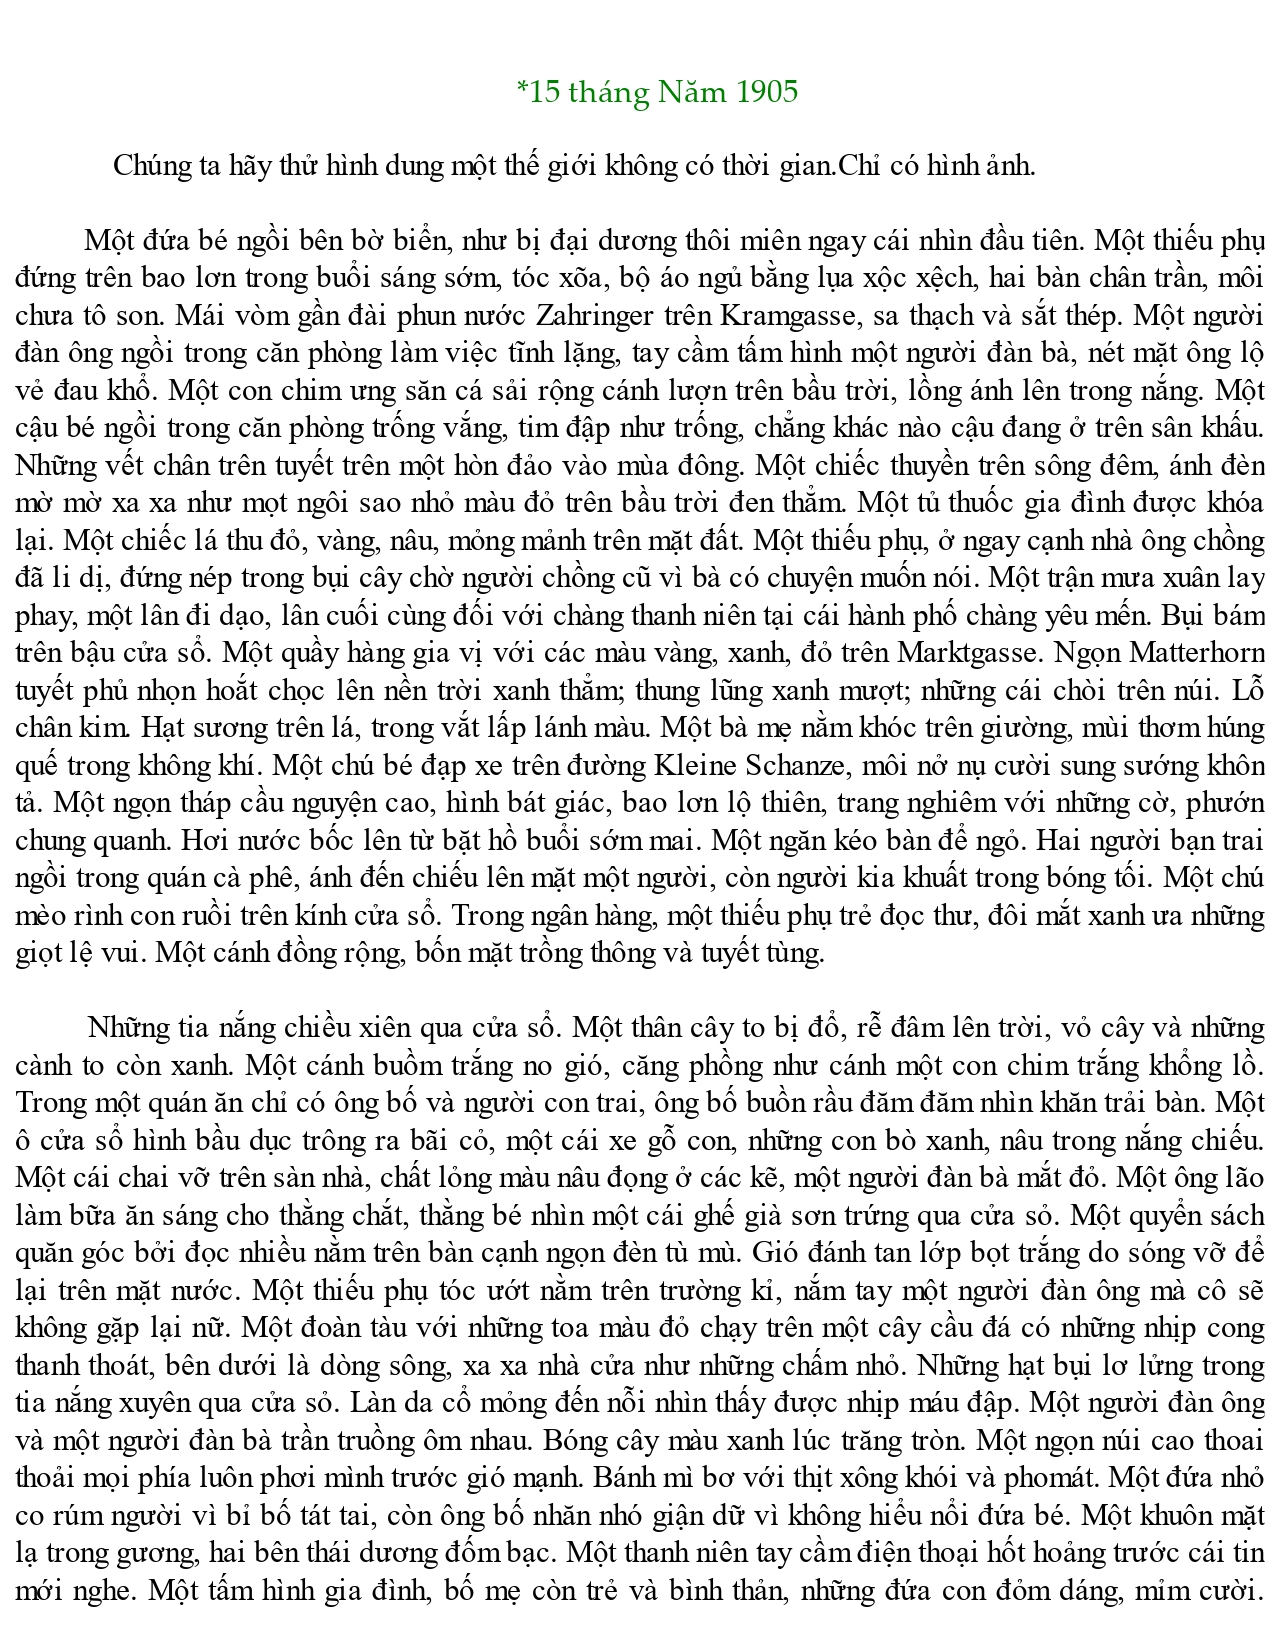 *15 tháng Năm 1905
Chúng ta hãy thử hình dung một thế giới không có thời gian.Chỉ có hình ảnh.
Một đứa bé ngồi bên bờ biển, như bị đại dương thôi miên ngay cái nhìn đầu tiên. Một thiếu phụ
đứng trên bao lơn trong buổi sáng sớm, tóc xõa, bộ áo ngủ bằng lụa xộc xệch, hai bàn chân trần, môi
chưa tô son. Mái vòm gần đài phun nước Zahringer trên Kramgasse, sa thạch và sắt thép. Một người
đàn ông ngồi trong căn phòng làm việc tĩnh lặng, tay cầm tấm hình một người đàn bà, nét mặt ông lộ
vẻ đau khổ. Một con chim ưng săn cá sải rộng cánh lượn trên bầu trời, lồng ánh lên trong nắng. Một
cậu bé ngồi trong căn phòng trống vắng, tim đập như trống, chẳng khác nào cậu đang ở trên sân khấu.
Những vết chân trên tuyết trên một hòn đảo vào mùa đông. Một chiếc thuyền trên sông đêm, ánh đèn
mờ mờ xa xa như mọt ngôi sao nhỏ màu đỏ trên bầu trời đen thẳm. Một tủ thuốc gia đình được khóa
lại. Một chiếc lá thu đỏ, vàng, nâu, mỏng mảnh trên mặt đất. Một thiếu phụ, ở ngay cạnh nhà ông chồng
đã li dị, đứng nép trong bụi cây chờ người chồng cũ vì bà có chuyện muốn nói. Một trận mưa xuân lay
phay, một lân đi dạo, lân cuối cùng đối với chàng thanh niên tại cái hành phố chàng yêu mến. Bụi bám
trên bậu cửa sổ. Một quầy hàng gia vị với các màu vàng, xanh, đỏ trên Marktgasse. Ngọn Matterhorn
tuyết phủ nhọn hoắt chọc lên nền trời xanh thẳm; thung lũng xanh mượt; những cái chòi trên núi. Lỗ
chân kim. Hạt sương trên lá, trong vắt lấp lánh màu. Một bà mẹ nằm khóc trên giường, mùi thơm húng
quế trong không khí. Một chú bé đạp xe trên đường Kleine Schanze, môi nở nụ cười sung sướng khôn
tả. Một ngọn tháp cầu nguyện cao, hình bát giác, bao lơn lộ thiên, trang nghiêm với những cờ, phướn
chung quanh. Hơi nước bốc lên từ bặt hồ buổi sớm mai. Một ngăn kéo bàn để ngỏ. Hai người bạn trai
ngồi trong quán cà phê, ánh đến chiếu lên mặt một người, còn người kia khuất trong bóng tối. Một chú
mèo rình con ruồi trên kính cửa sổ. Trong ngân hàng, một thiếu phụ trẻ đọc thư, đôi mắt xanh ưa những
giọt lệ vui. Một cánh đồng rộng, bốn mặt trồng thông và tuyết tùng.
Những tia nắng chiều xiên qua cửa sổ. Một thân cây to bị đổ, rễ đâm lên trời, vỏ cây và những
cành to còn xanh. Một cánh buồm trắng no gió, căng phồng như cánh một con chim trắng khổng lồ.
Trong một quán ăn chỉ có ông bố và người con trai, ông bố buồn rầu đăm đăm nhìn khăn trải bàn. Một
ô cửa sổ hình bầu dục trông ra bãi cỏ, một cái xe gỗ con, những con bò xanh, nâu trong nắng chiếu.
Một cái chai vỡ trên sàn nhà, chất lỏng màu nâu đọng ở các kẽ, một người đàn bà mắt đỏ. Một ông lão
làm bữa ăn sáng cho thằng chắt, thằng bé nhìn một cái ghế già sơn trứng qua cửa sỏ. Một quyển sách
quăn góc bởi đọc nhiều nằm trên bàn cạnh ngọn đèn tù mù. Gió đánh tan lớp bọt trắng do sóng vỡ để
lại trên mặt nước. Một thiếu phụ tóc ướt nằm trên trường kỉ, nắm tay một người đàn ông mà cô sẽ
không gặp lại nữ. Một đoàn tàu với những toa màu đỏ chạy trên một cây cầu đá có những nhịp cong
thanh thoát, bên dưới là dòng sông, xa xa nhà cửa như những chấm nhỏ. Những hạt bụi lơ lửng trong
tia nắng xuyên qua cửa sỏ. Làn da cổ mỏng đến nỗi nhìn thấy được nhịp máu đập. Một người đàn ông
và một người đàn bà trần truồng ôm nhau. Bóng cây màu xanh lúc trăng tròn. Một ngọn núi cao thoai
thoải mọi phía luôn phơi mình trước gió mạnh. Bánh mì bơ với thịt xông khói và phomát. Một đứa nhỏ
co rúm người vì bỉ bố tát tai, còn ông bố nhăn nhó giận dữ vì không hiểu nổi đứa bé. Một khuôn mặt
lạ trong gương, hai bên thái dương đốm bạc. Một thanh niên tay cầm điện thoại hốt hoảng trước cái tin
mới nghe. Một tấm hình gia đình, bố mẹ còn trẻ và bình thản, những đứa con đỏm dáng, mỉm cười.